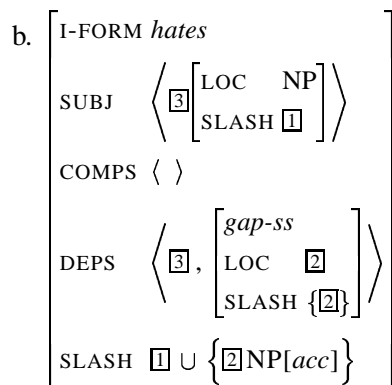 b.
I-FORM hates
SUBJ ⟨ [3] [ LOC NP
SLASH [1] ] ⟩
COMPS ⟨ ⟩
DEPS ⟨ [3] , [ gap-ss
LOC [2]
SLASH {[2]} ] ⟩
SLASH [1] ∪ {[2] NP[acc]}